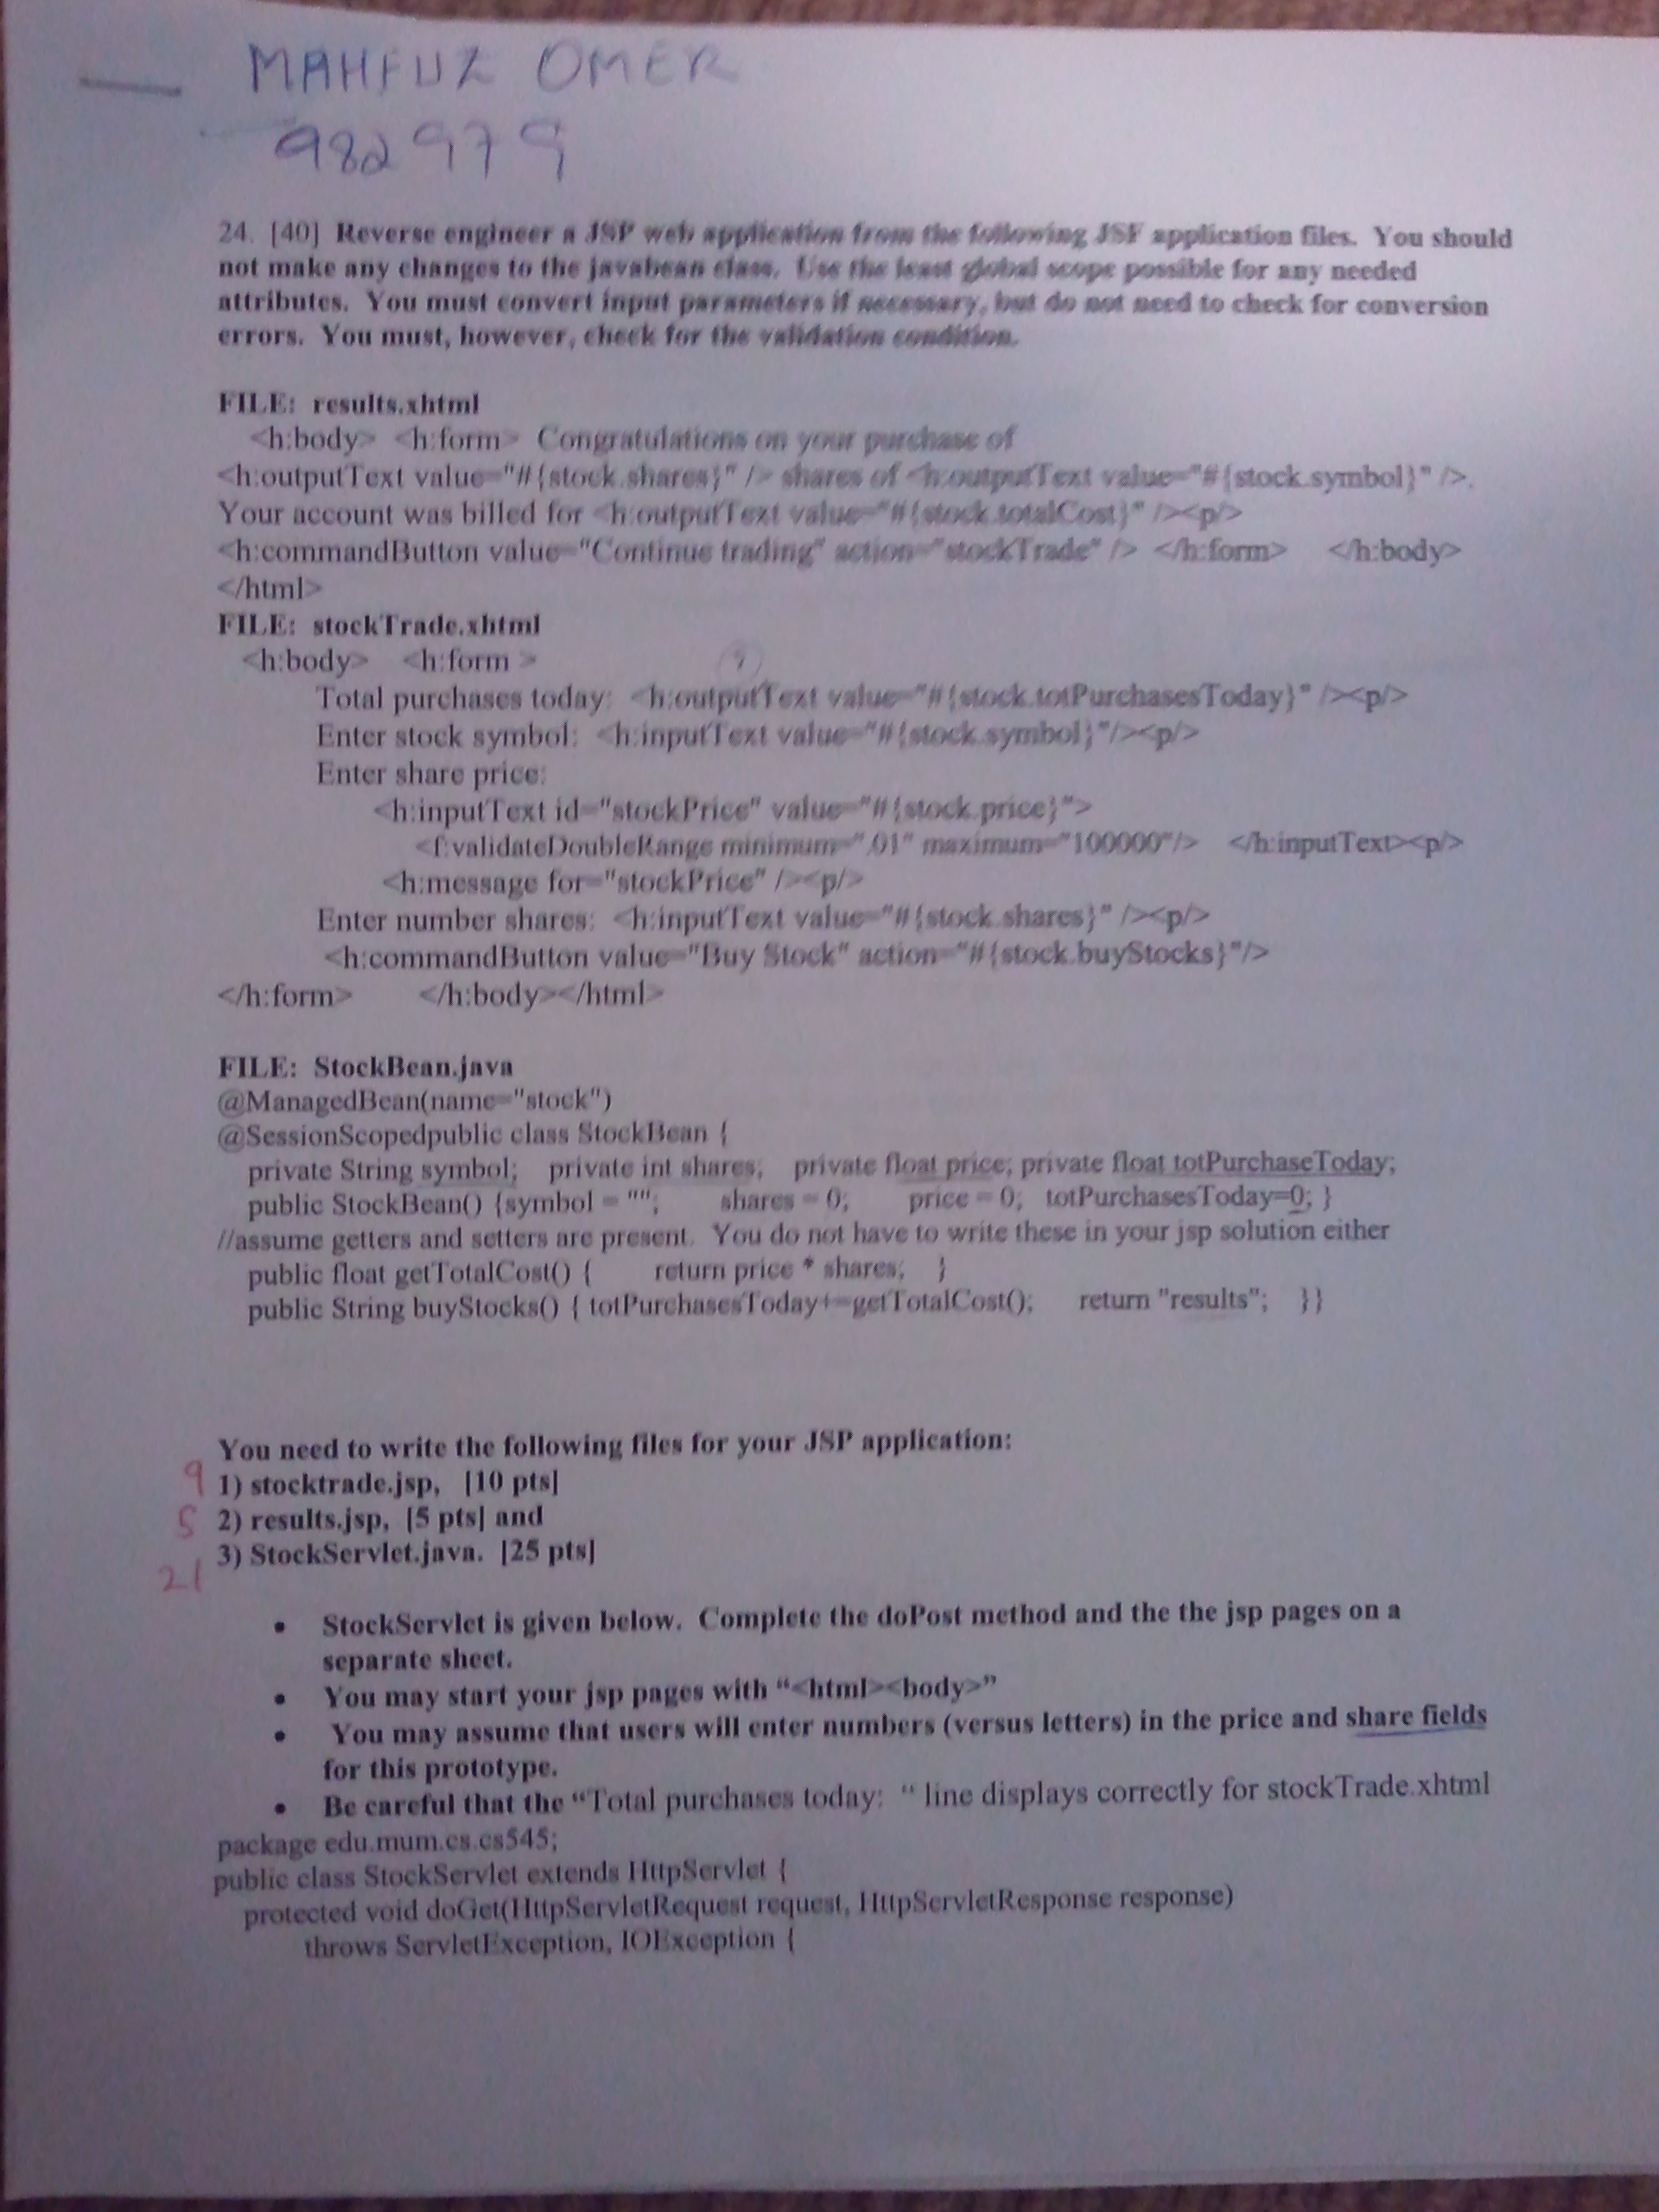 MAHFUZ OMER
982979
24. [40] Reverse engineer a JSP web application from the following JSF application files. You should
not make any changes to the javabean class. Use the least global scope possible for any needed
attributes. You must convert input parameters if necessary, but do not need to check for conversion
errors. You must, however, check for the validation condition.
FILE: results.xhtml
<h:body> <h:form> Congratulations on your purchase of
<h:outputText value="#{stock.shares}" /> shares of <h:outputText value="#{stock.symbol}" />.
Your account was billed for <h:outputText value="#{stock.totalCost}" /><p/>
<h:commandButton value="Continue trading" action="stockTrade" /> </h:form> </h:body>
</html>
FILE: stockTrade.xhtml
<h:body> <h:form >
Total purchases today: <h:outputText value="#{stock.totPurchasesToday}" /><p/>
Enter stock symbol: <h:inputText value="#{stock.symbol}"/><p/>
Enter share price:
<h:inputText id="stockPrice" value="#{stock.price}">
<f:validateDoubleRange minimum=".01" maximum="100000"/> </h:inputText><p/>
<h:message for="stockPrice" /><p/>
Enter number shares: <h:inputText value="#{stock.shares}" /><p/>
<h:commandButton value="Buy Stock" action="#{stock.buyStocks}"/>
</h:form> </h:body></html>
FILE: StockBean.java
@ManagedBean(name="stock")
@SessionScopedpublic class StockBean {
private String symbol; private int shares; private float price; private float totPurchaseToday;
public StockBean() {symbol = ""; shares = 0; price = 0; totPurchasesToday=0; }
//assume getters and setters are present. You do not have to write these in your jsp solution either
public float getTotalCost() { return price * shares; }
public String buyStocks() { totPurchasesToday+=getTotalCost(); return "results"; }}
You need to write the following files for your JSP application:
9 1) stocktrade.jsp, [10 pts]
5 2) results.jsp, [5 pts] and
21 3) StockServlet.java. [25 pts]
• StockServlet is given below. Complete the doPost method and the the jsp pages on a
separate sheet.
• You may start your jsp pages with “<html><body>”
• You may assume that users will enter numbers (versus letters) in the price and share fields
for this prototype.
• Be careful that the “Total purchases today: “ line displays correctly for stockTrade.xhtml
package edu.mum.cs.cs545;
public class StockServlet extends HttpServlet {
protected void doGet(HttpServletRequest request, HttpServletResponse response)
throws ServletException, IOException {